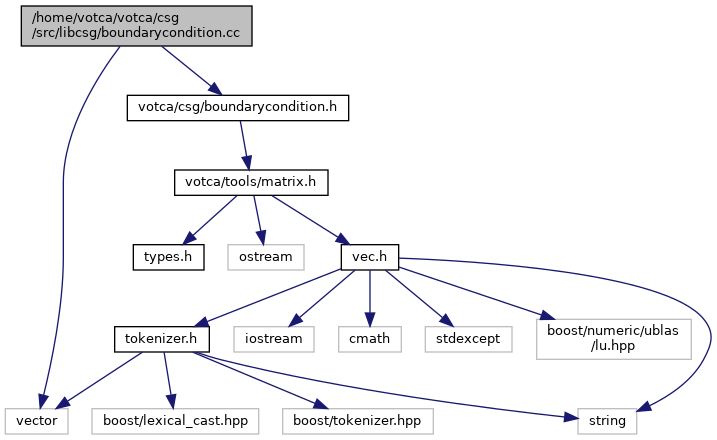 /home/votca/votca/csg
/src/libcsg/boundarycondition.cc
votca/csg/boundarycondition.h
votca/tools/matrix.h
types.h
ostream
vec.h
tokenizer.h
iostream
cmath
stdexcept
boost/numeric/ublas
/lu.hpp
vector
boost/lexical_cast.hpp
boost/tokenizer.hpp
string